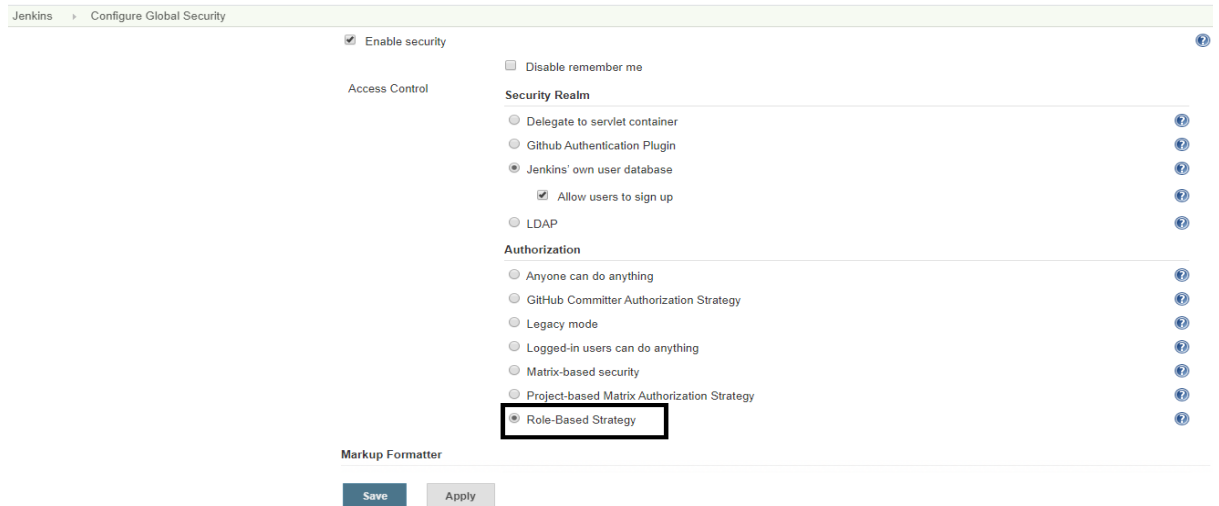 Jenkins Configure Global Security
Enable security
Disable remember me
Access Control
Security Realm
Delegate to servlet container
Github Authentication Plugin
Jenkins' own user database
Allow users to sign up
LDAP
Authorization
Anyone can do anything
GitHub Committer Authorization Strategy
Legacy mode
Logged-in users can do anything
Matrix-based security
Project-based Matrix Authorization Strategy
Role-Based Strategy
Markup Formatter
Save Apply